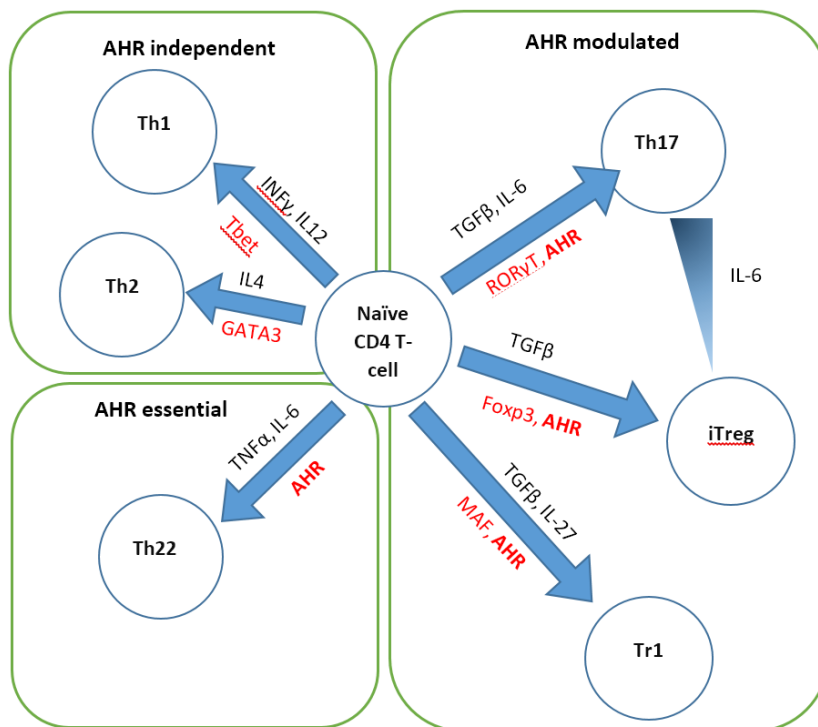 AHR independent
Th1
INFγ, IL12
Tbet
Th2
IL4
GATA3
Naïve
CD4 T-
cell
AHR modulated
Th17
TGFβ, IL-6
RORγT, AHR
IL-6
TGFβ
Foxp3, AHR
iTreg
TGFβ, IL-27
MAF, AHR
Tr1
AHR essential
TNFα, IL-6
AHR
Th22